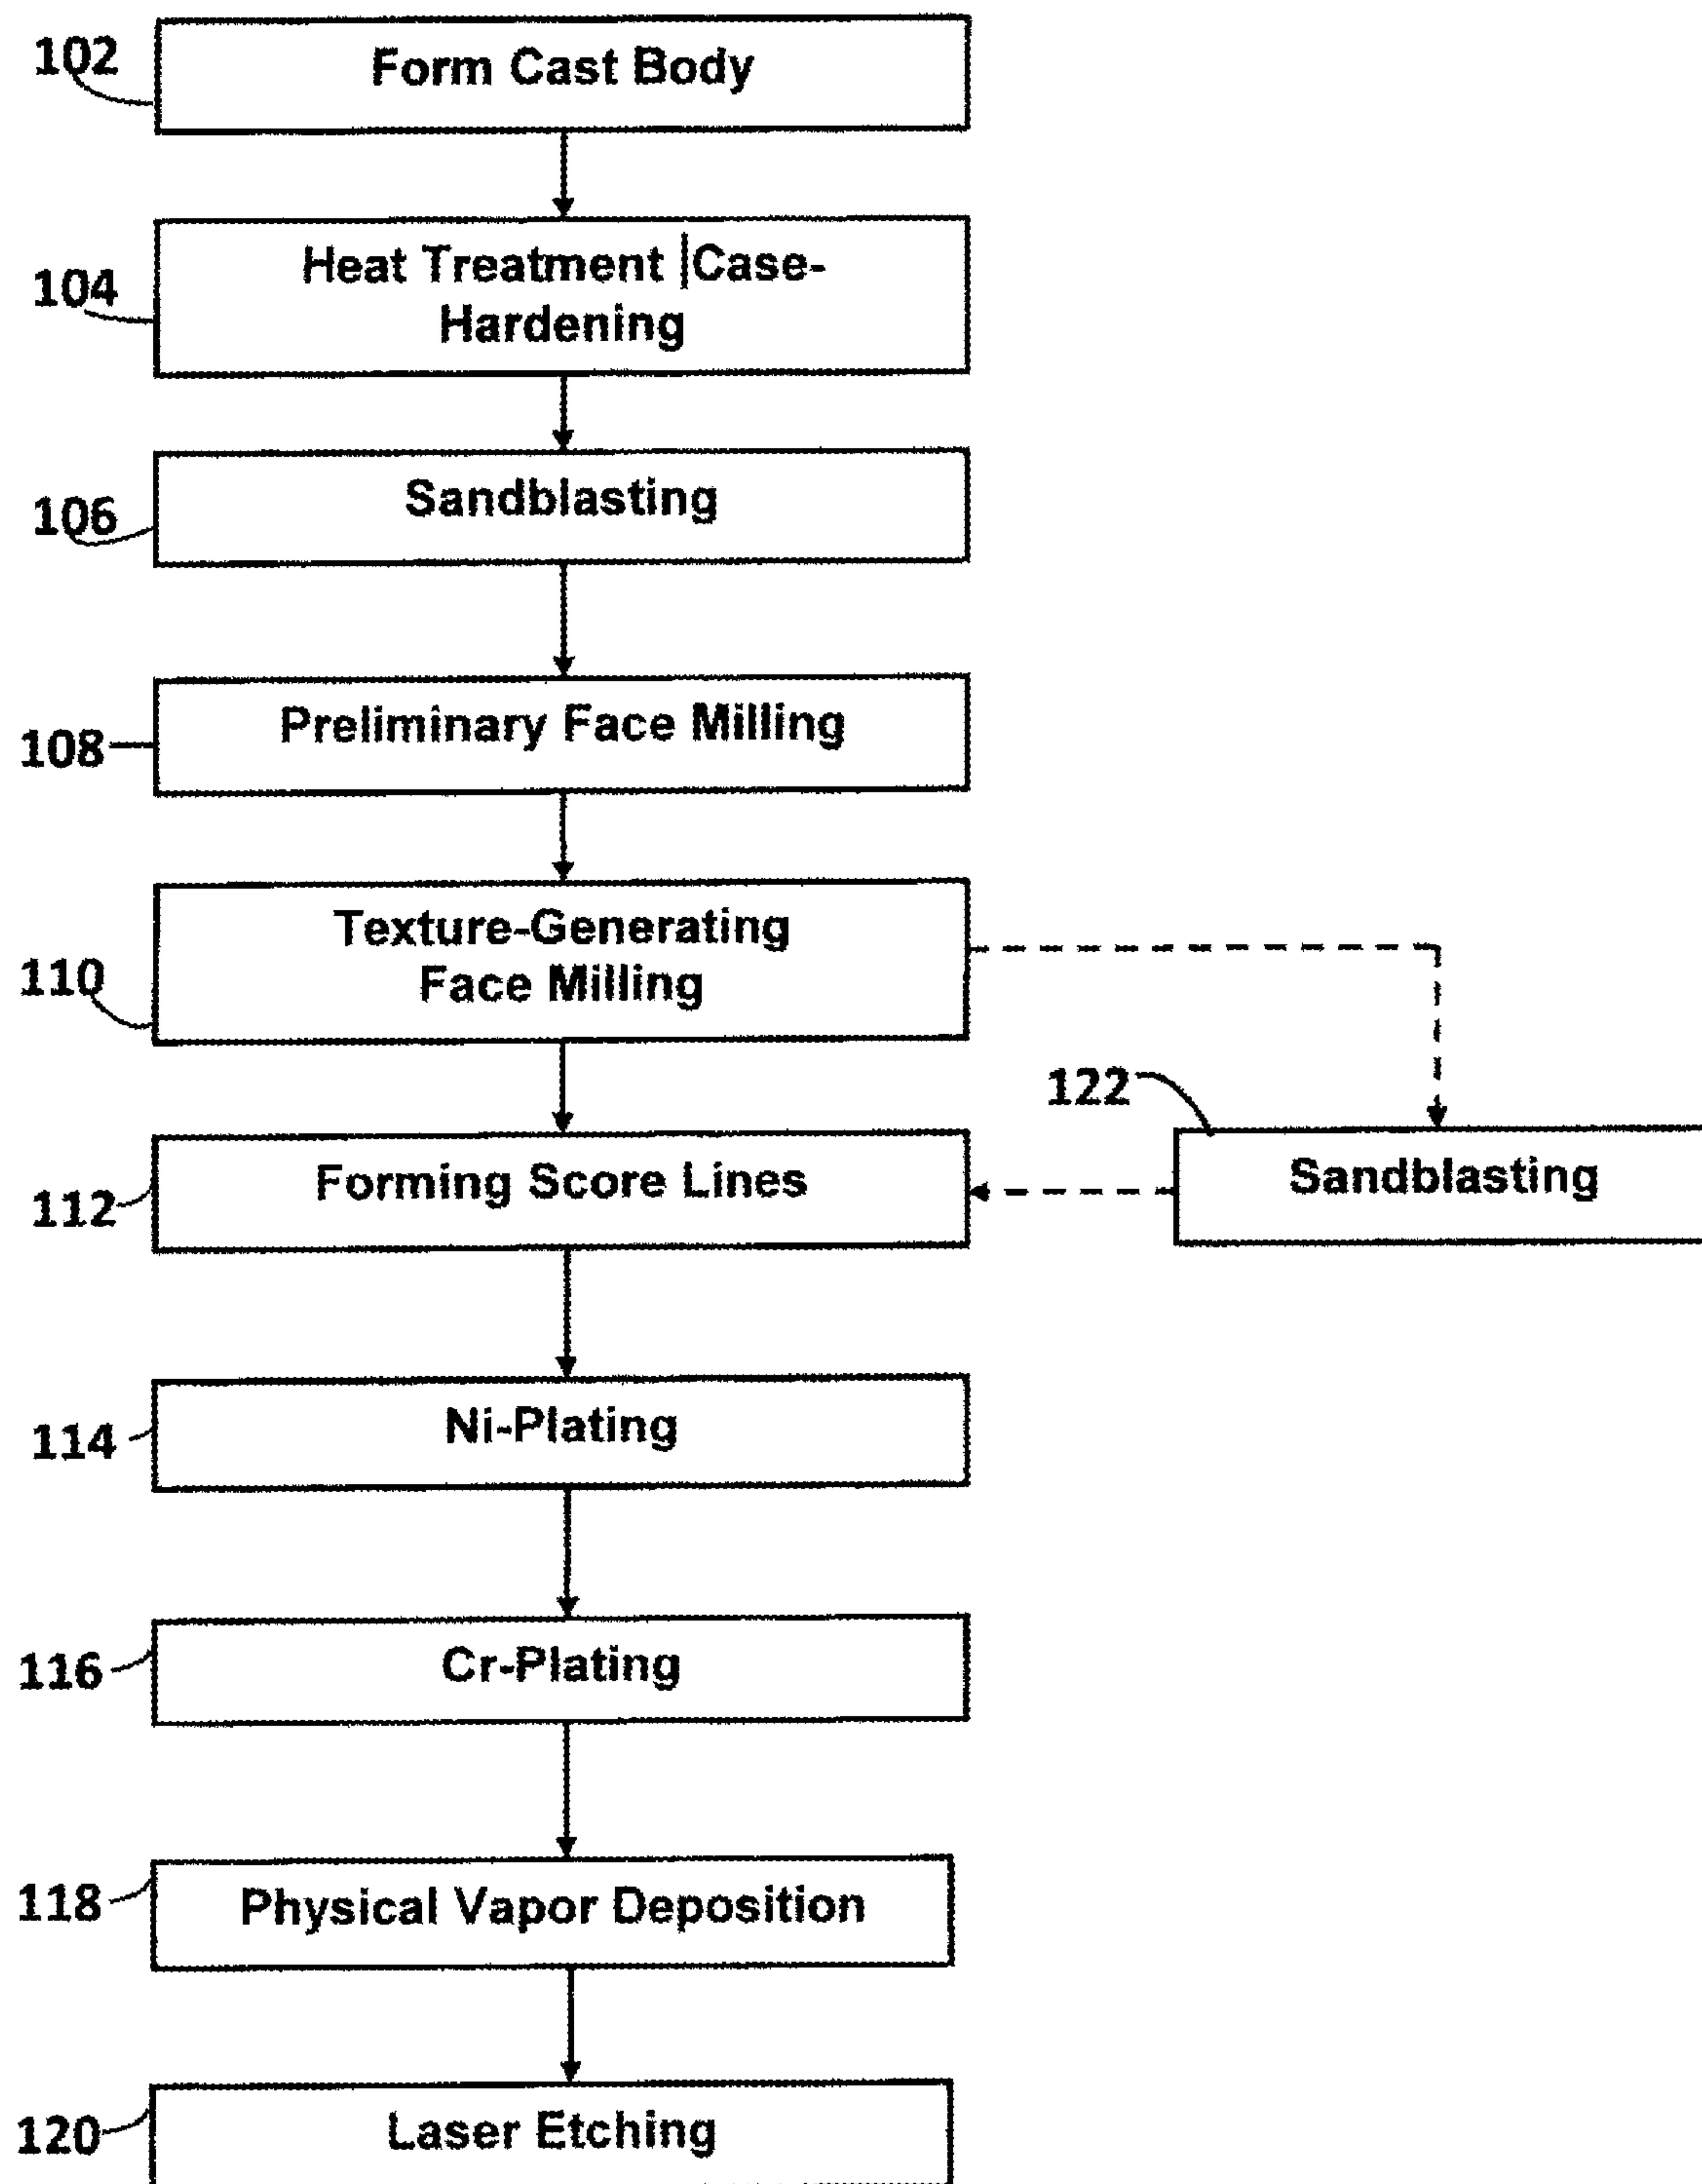 102
Form Cast Body
104
Heat Treatment |Case-
Hardening
106
Sandblasting
108
Preliminary Face Milling
110
Texture-Generating
Face Milling
122
Sandblasting
112
Forming Score Lines
114
Ni-Plating
116
Cr-Plating
118
Physical Vapor Deposition
120
Laser Etching